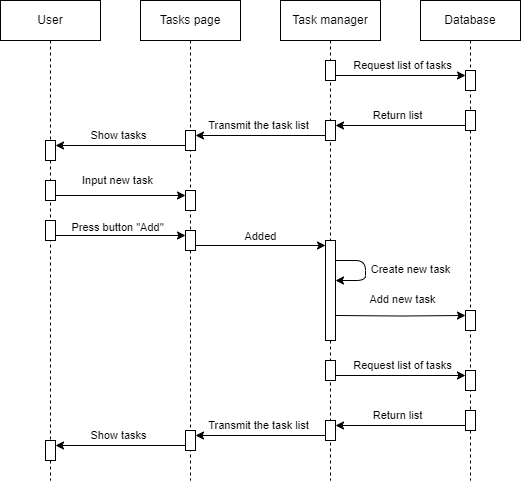 User
Tasks page
Task manager
Database
Request list of tasks
Return list
Transmit the task list
Show tasks
Input new task
Press button "Add"
Added
Create new task
Add new task
Request list of tasks
Return list
Transmit the task list
Show tasks